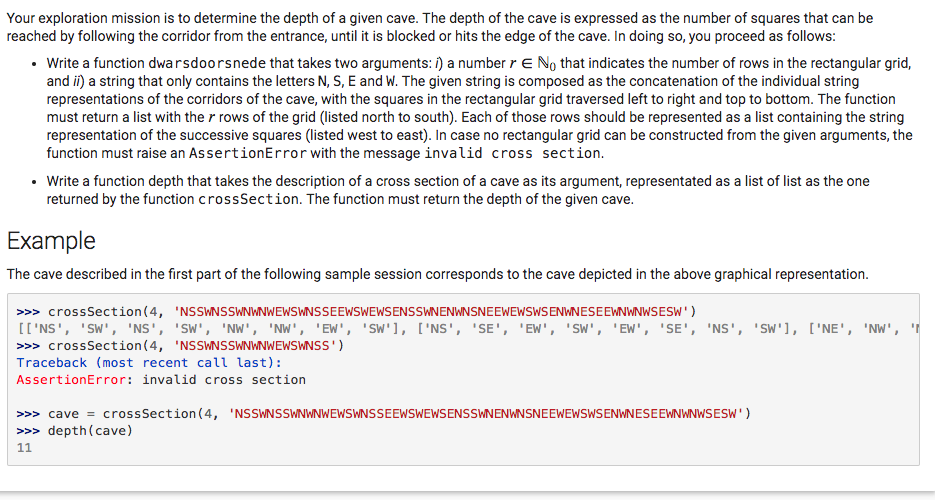 Your exploration mission is to determine the depth of a given cave. The depth of the cave is expressed as the number of squares that can be
reached by following the corridor from the entrance, until it is blocked or hits the edge of the cave. In doing so, you proceed as follows:
• Write a function dwarsdoorsnede that takes two arguments: i) a number r ∈ ℕ₀ that indicates the number of rows in the rectangular grid,
and ii) a string that only contains the letters N, S, E and W. The given string is composed as the concatenation of the individual string
representations of the corridors of the cave, with the squares in the rectangular grid traversed left to right and top to bottom. The function
must return a list with the r rows of the grid (listed north to south). Each of those rows should be represented as a list containing the string
representation of the successive squares (listed west to east). In case no rectangular grid can be constructed from the given arguments, the
function must raise an AssertionError with the message invalid cross section.
• Write a function depth that takes the description of a cross section of a cave as its argument, representated as a list of list as the one
returned by the function crossSection. The function must return the depth of the given cave.
Example
The cave described in the first part of the following sample session corresponds to the cave depicted in the above graphical representation.
>>> crossSection(4, 'NSSWNSSWNWNWEWSWNSSEEWSWEWSENSSWNENWNSNEEWEWSWSENWNESEEWNWNWSESW')
[['NS', 'SW', 'NS', 'SW', 'NW', 'NW', 'EW', 'SW'], ['NS', 'SE', 'EW', 'SW', 'EW', 'SE', 'NS', 'SW'], ['NE', 'NW', '
>>> crossSection(4, 'NSSWNSSWNWNWEWSWNSS')
Traceback (most recent call last):
AssertionError: invalid cross section
>>> cave = crossSection(4, 'NSSWNSSWNWNWEWSWNSSEEWSWEWSENSSWNENWNSNEEWEWSWSENWNESEEWNWNWSESW')
>>> depth(cave)
11